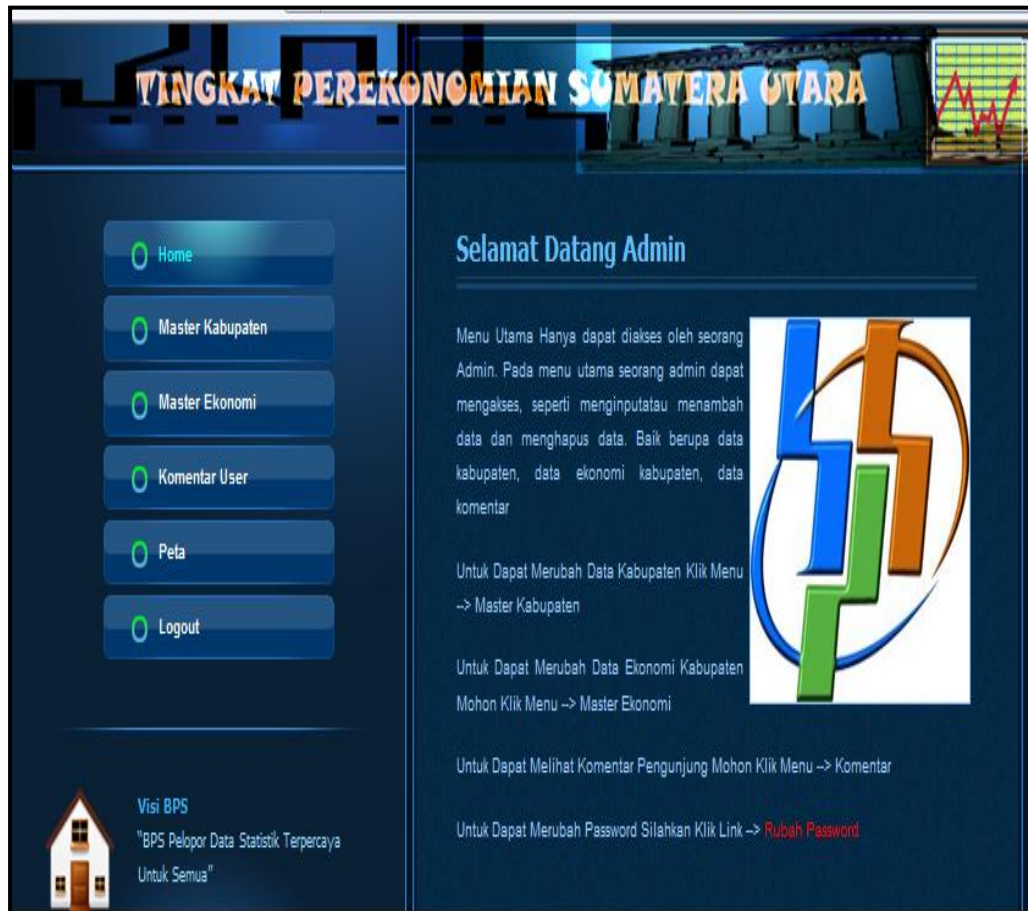 TINGKAT PEREKONOMIAN SUMATERA UTARA
Home
Master Kabupaten
Master Ekonomi
Komentar User
Peta
Logout
Visi BPS
"BPS Pelopor Data Statistik Terpercaya
Untuk Semua"
Selamat Datang Admin
Menu Utama Hanya dapat diakses oleh seorang
Admin. Pada menu utama seorang admin dapat
mengakses, seperti menginputatau menambah
data dan menghapus data. Baik berupa data
kabupaten, data ekonomi kabupaten, data
komentar
Untuk Dapat Merubah Data Kabupaten Klik Menu
--> Master Kabupaten
Untuk Dapat Merubah Data Ekonomi Kabupaten
Mohon Klik Menu --> Master Ekonomi
Untuk Dapat Melihat Komentar Pengunjung Mohon Klik Menu --> Komentar
Untuk Dapat Merubah Password Silahkan Klik Link --> Rubah Password